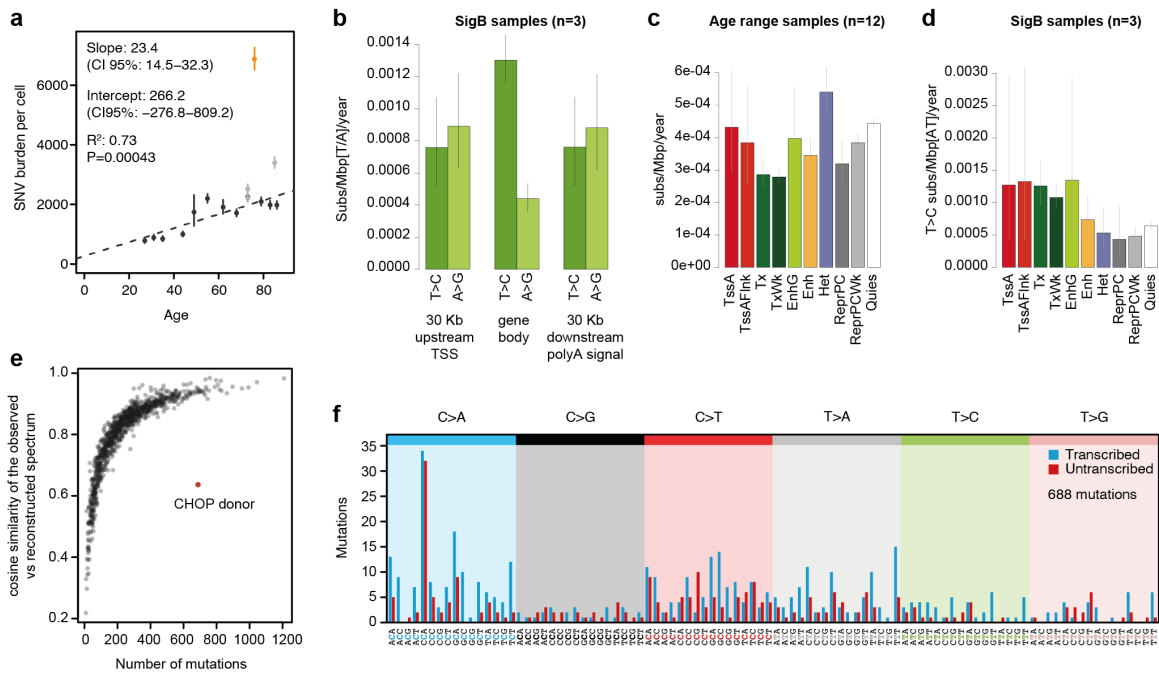 a
Slope: 23.4
(CI 95%: 14.5–32.3)
Intercept: 266.2
(CI95%: −276.8–809.2)
R²: 0.73
P=0.00043
SNV burden per cell
6000
4000
2000
0
0 20 40 60 80
Age
b
SigB samples (n=3)
Subs/Mbp[T/A]/year
0.0014
0.0012
0.0010
0.0008
0.0006
0.0004
0.0002
0.0000
T>C
A>G
T>C
A>G
T>C
A>G
30 Kb
upstream
TSS
gene
body
30 Kb
downstream
polyA signal
c
Age range samples (n=12)
subs/Mbp/year
6e-04
5e-04
4e-04
3e-04
2e-04
1e-04
0e+00
TssA
TssAFlnk
Tx
TxWk
EnhG
Enh
Het
ReprPC
ReprPCWk
Quies
d
SigB samples (n=3)
T>C subs/Mbp[AT]/year
0.0030
0.0025
0.0020
0.0015
0.0010
0.0005
0.0000
TssA
TssAFlnk
Tx
TxWk
EnhG
Enh
Het
ReprPC
ReprPCWk
Quies
e
cosine similarity of the observed
vs reconstructed spectrum
1.0
0.8
0.6
0.4
0.2
CHOP donor
0 200 400 600 800 1000 1200
Number of mutations
f
C>A C>G C>T T>A T>C T>G
Transcribed
Untranscribed
688 mutations
Mutations
35
30
25
20
15
10
5
0